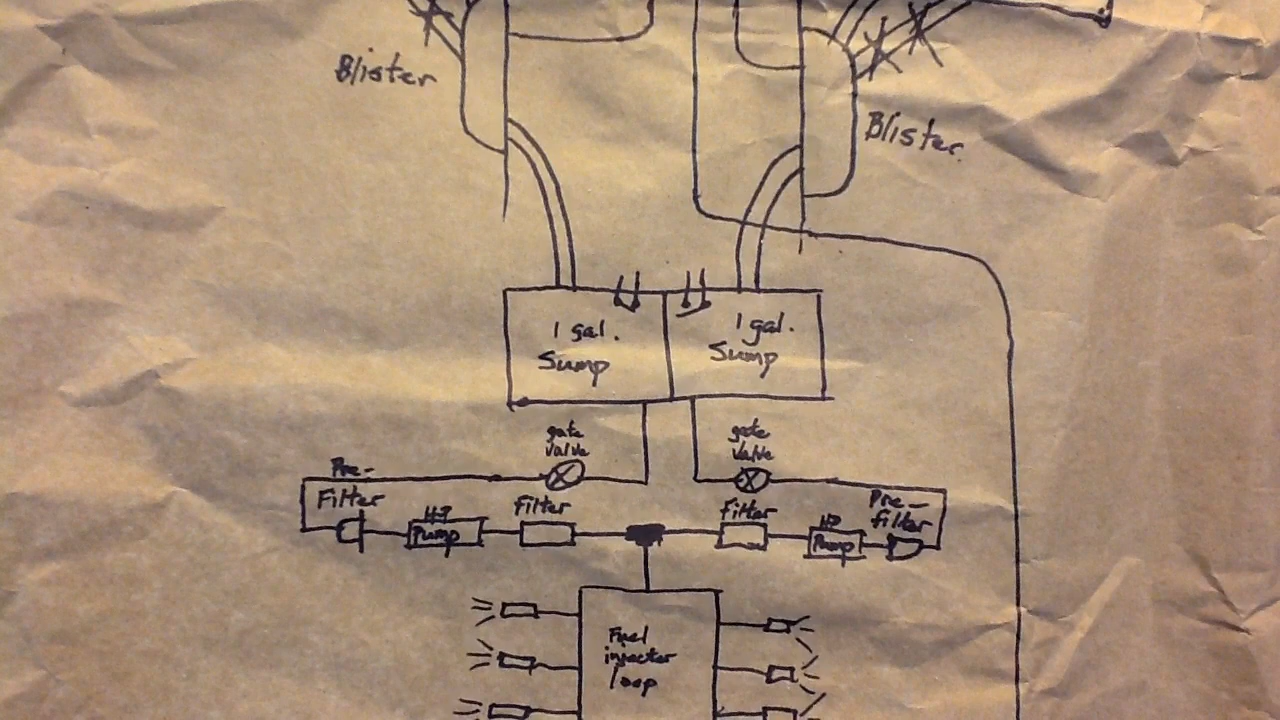 Blister
Blister
1 gal.
Sump
1 gal.
Sump
gate
valve
gate
valve
Pre-
Filter
HP
Pump
Filter
Filter
HP
Pump
Pre-
filter
Fuel
injector
loop